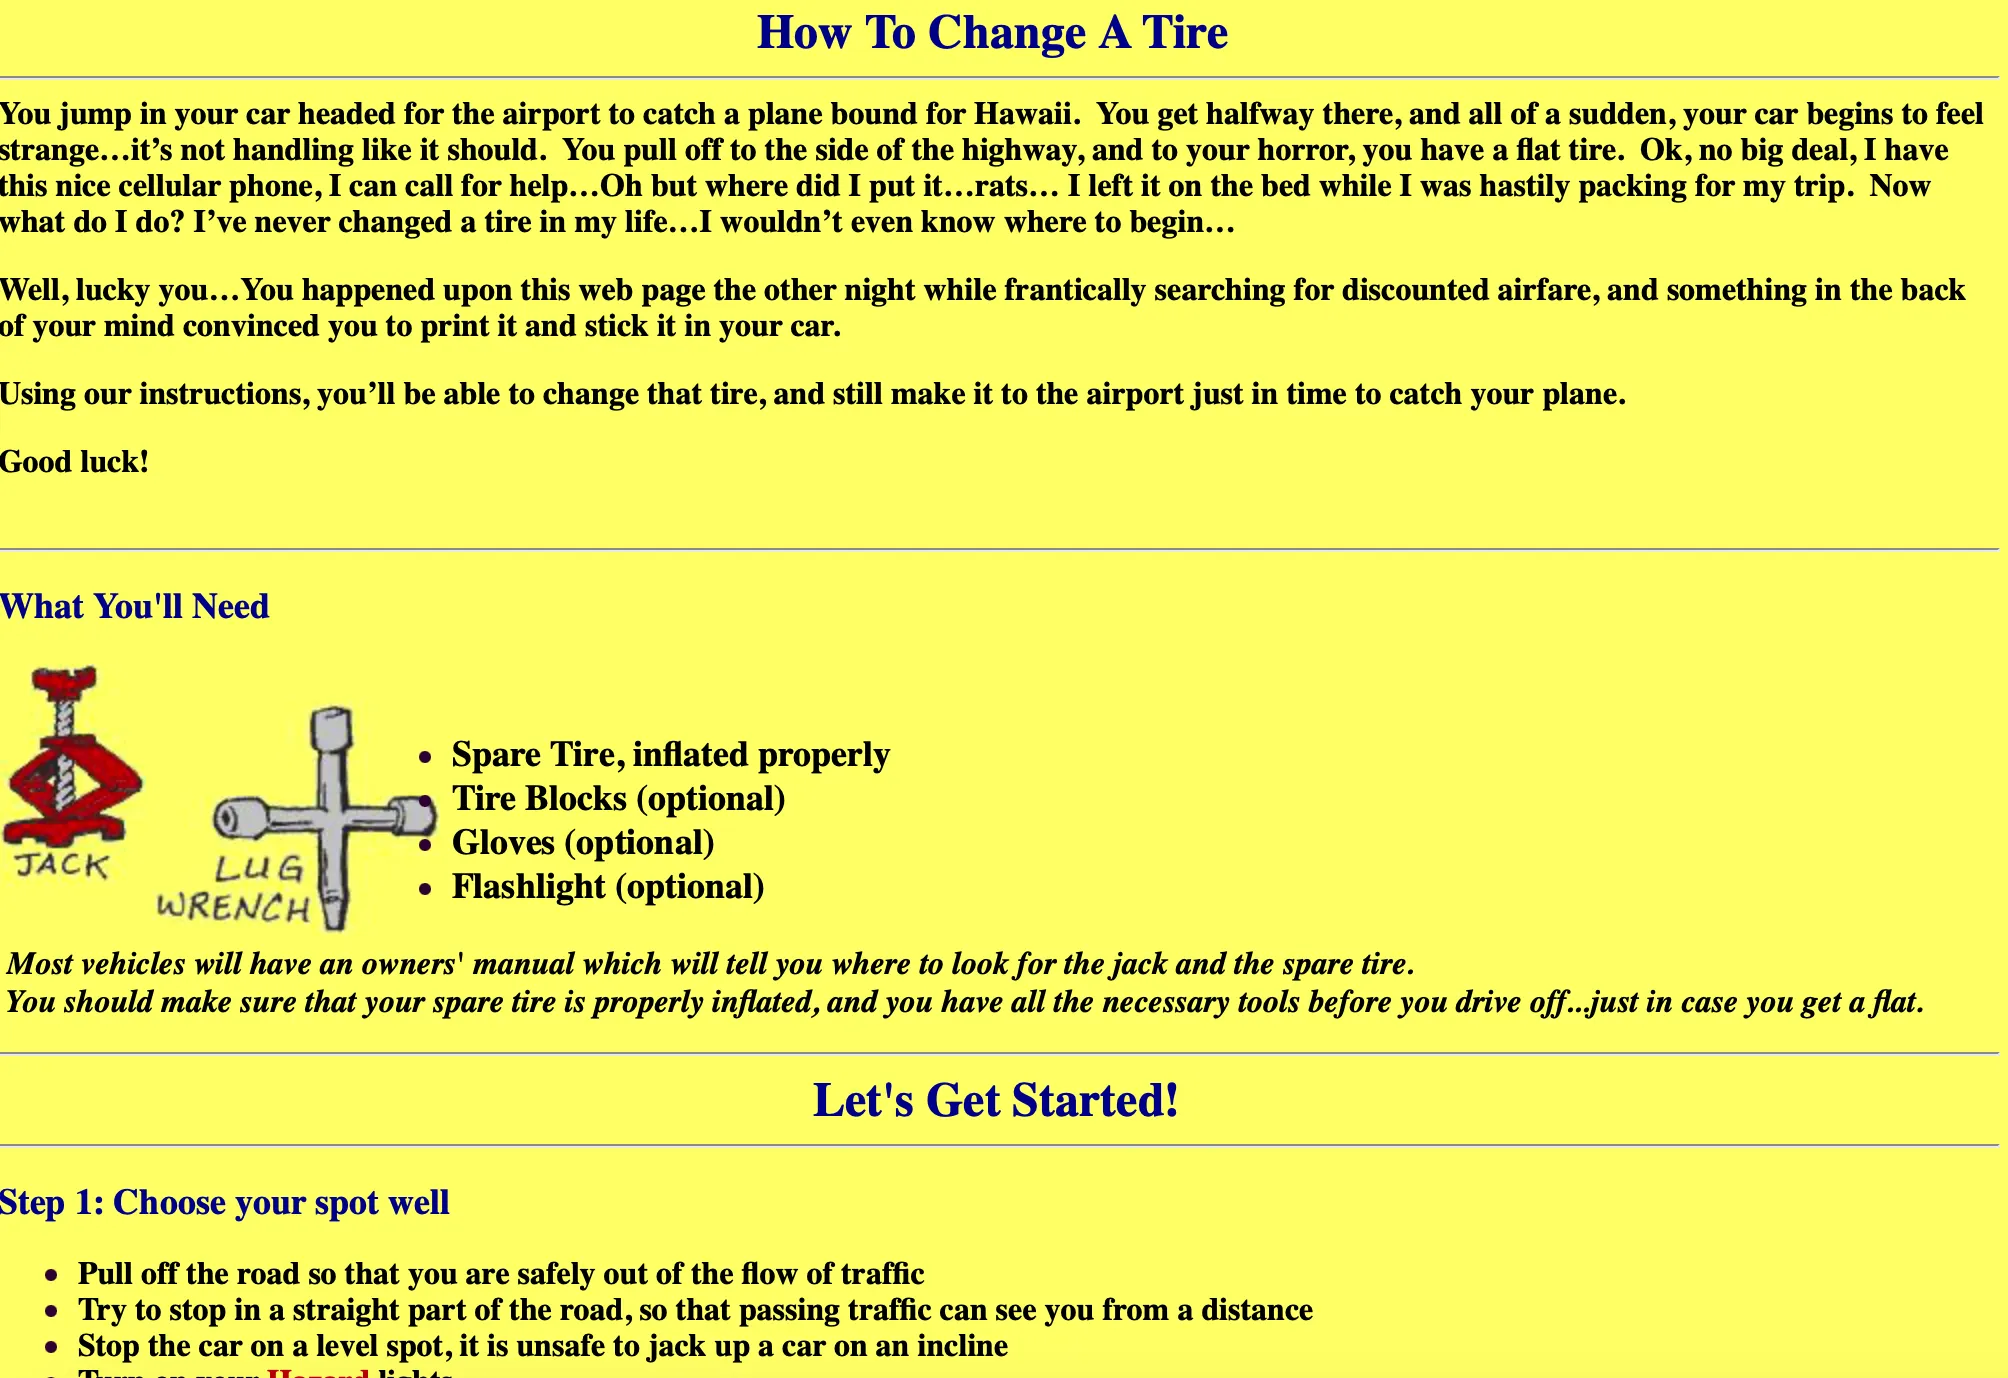 How To Change A Tire
You jump in your car headed for the airport to catch a plane bound for Hawaii.  You get halfway there, and all of a sudden, your car begins to feel
strange…it’s not handling like it should.  You pull off to the side of the highway, and to your horror, you have a flat tire.  Ok, no big deal, I have
this nice cellular phone, I can call for help…Oh but where did I put it…rats… I left it on the bed while I was hastily packing for my trip.  Now
what do I do? I’ve never changed a tire in my life…I wouldn’t even know where to begin…
Well, lucky you…You happened upon this web page the other night while frantically searching for discounted airfare, and something in the back
of your mind convinced you to print it and stick it in your car.
Using our instructions, you’ll be able to change that tire, and still make it to the airport just in time to catch your plane.
Good luck!
What You'll Need
JACK
LUG
WRENCH
• Spare Tire, inflated properly
• Tire Blocks (optional)
• Gloves (optional)
• Flashlight (optional)
Most vehicles will have an owners' manual which will tell you where to look for the jack and the spare tire.
You should make sure that your spare tire is properly inflated, and you have all the necessary tools before you drive off...just in case you get a flat.
Let's Get Started!
Step 1: Choose your spot well
• Pull off the road so that you are safely out of the flow of traffic
• Try to stop in a straight part of the road, so that passing traffic can see you from a distance
• Stop the car on a level spot, it is unsafe to jack up a car on an incline
• Turn on your Hazard lights